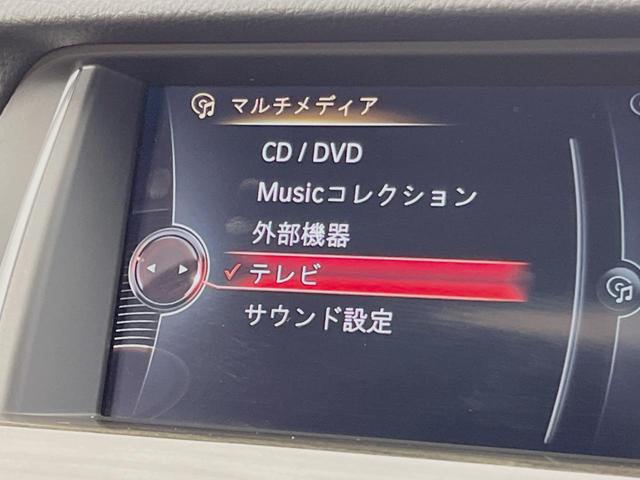 マルチメディア
CD / DVD
Musicコレクション
外部機器
✓テレビ
サウンド設定